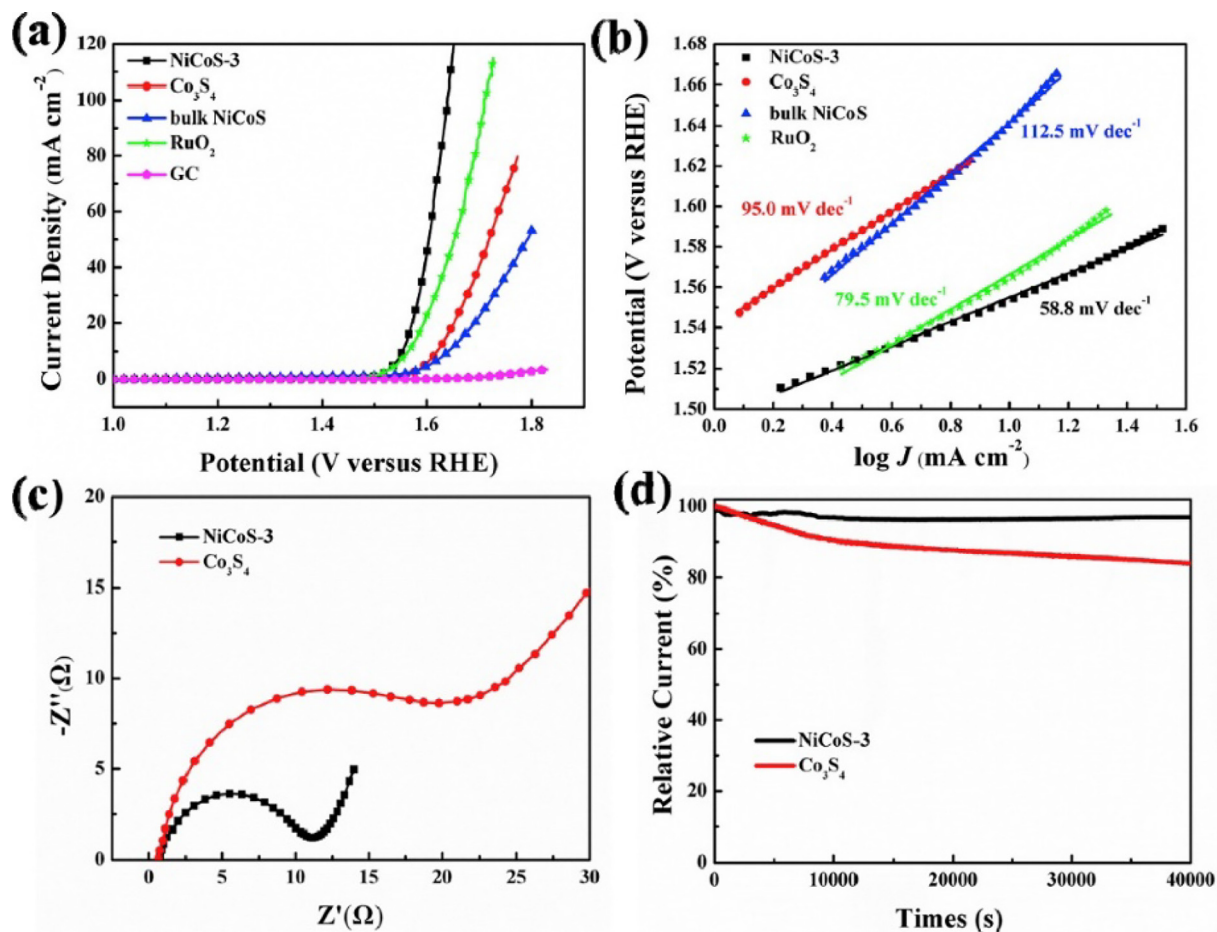 (a)
120
100
80
60
40
20
0
Current Density (mA cm⁻²)
NiCoS-3
Co₃S₄
bulk NiCoS
RuO₂
GC
1.0 1.2 1.4 1.6 1.8
Potential (V versus RHE)
(b)
1.68
1.66
1.64
1.62
1.60
1.58
1.56
1.54
1.52
1.50
Potential (V versus RHE)
NiCoS-3
Co₃S₄
bulk NiCoS
RuO₂
112.5 mV dec⁻¹
95.0 mV dec⁻¹
79.5 mV dec⁻¹
58.8 mV dec⁻¹
0.0 0.2 0.4 0.6 0.8 1.0 1.2 1.4 1.6
log J (mA cm⁻²)
(c)
20
15
10
5
0
-Z''(Ω)
NiCoS-3
Co₃S₄
0 5 10 15 20 25 30
Z'(Ω)
(d)
100
80
60
40
20
0
Relative Current (%)
NiCoS-3
Co₃S₄
0 10000 20000 30000 40000
Times (s)